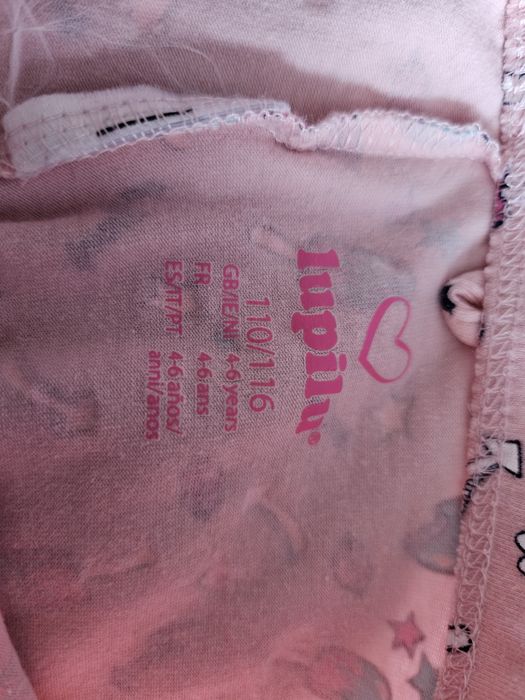 lupilu®
110/116
GB/IE/NI 4-6 years
FR 4-6 ans
ES/IT/PT 4-6 años/
anni/anos